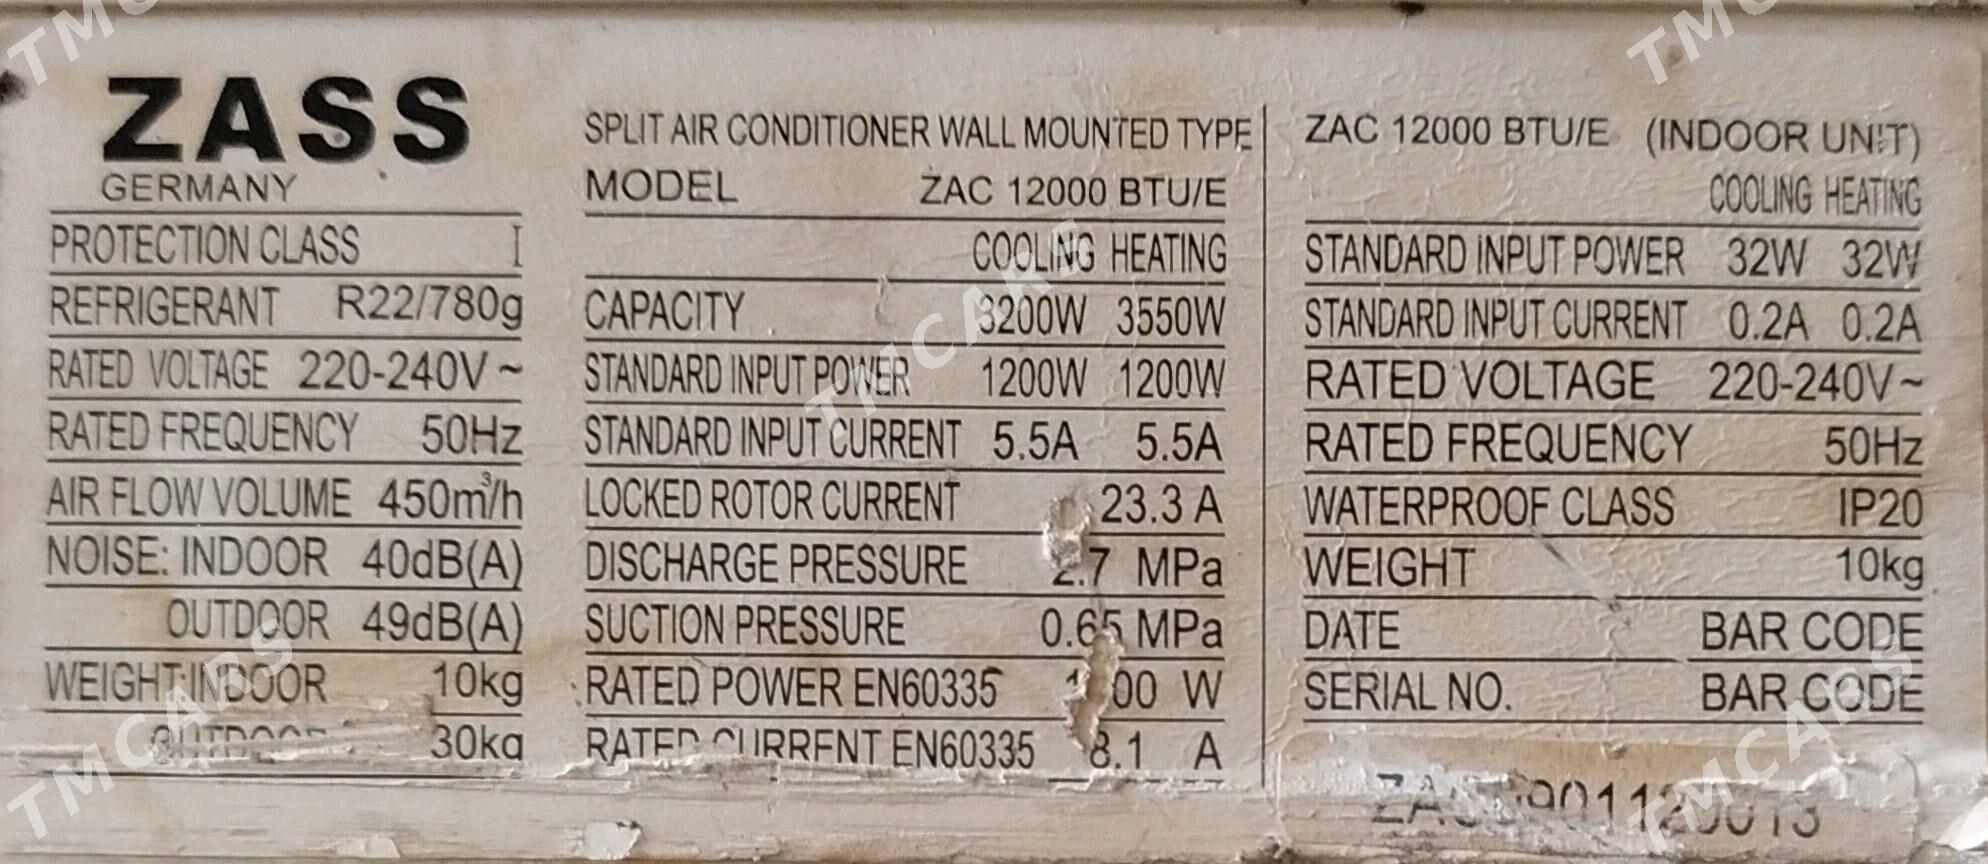 ZASS
GERMANY
PROTECTION CLASS I
REFRIGERANT R22/780g
RATED VOLTAGE 220-240V~
RATED FREQUENCY 50Hz
AIR FLOW VOLUME 450m³/h
NOISE: INDOOR 40dB(A)
OUTDOOR 49dB(A)
WEIGHT:INDOOR 10kg
OUTDOOR 30kg
SPLIT AIR CONDITIONER WALL MOUNTED TYPE
MODEL ZAC 12000 BTU/E
COOLING HEATING
CAPACITY 3200W 3550W
STANDARD INPUT POWER 1200W 1200W
STANDARD INPUT CURRENT 5.5A 5.5A
LOCKED ROTOR CURRENT 23.3 A
DISCHARGE PRESSURE 2.7 MPa
SUCTION PRESSURE 0.65 MPa
RATED POWER EN60335 W
RATED CURRENT EN60335 8.1 A
ZAC 12000 BTU/E (INDOOR UNIT)
COOLING HEATING
STANDARD INPUT POWER 32W 32W
STANDARD INPUT CURRENT 0.2A 0.2A
RATED VOLTAGE 220-240V~
RATED FREQUENCY 50Hz
WATERPROOF CLASS IP20
WEIGHT 10kg
DATE BAR CODE
SERIAL NO. BAR CODE
TMCARS
TMCARS
TMCARS